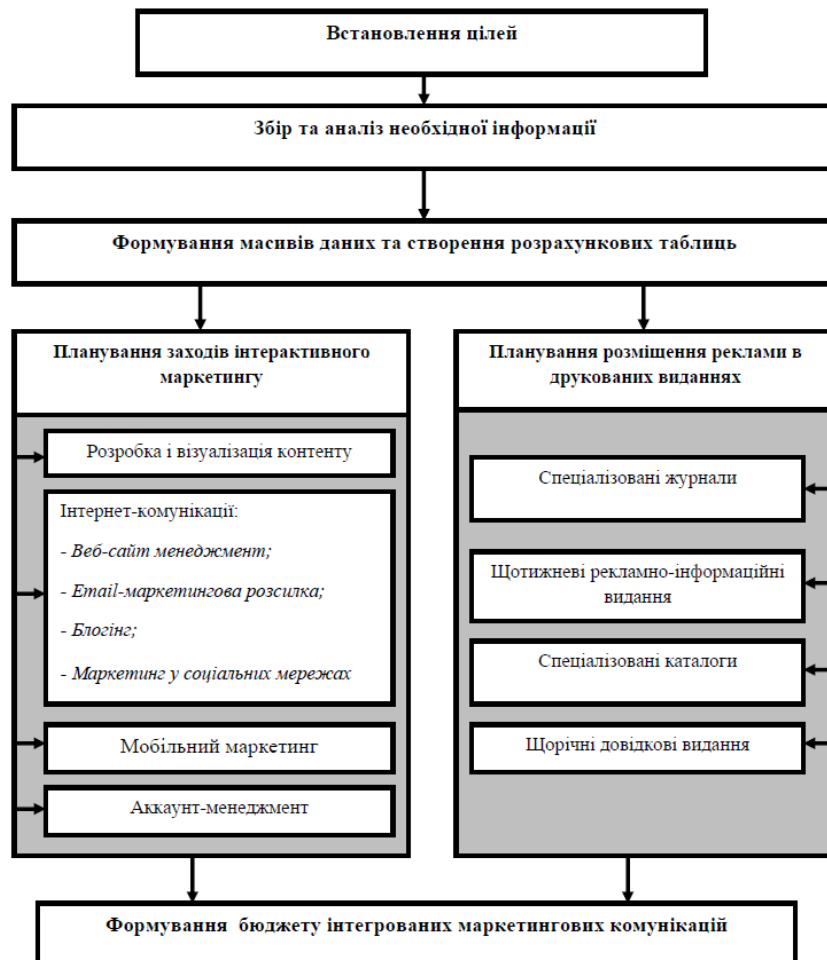 Встановлення цілей
Збір та аналіз необхідної інформації
Формування масивів даних та створення розрахункових таблиць
Планування заходів інтерактивного
маркетингу
Розробка і візуалізація контенту
Інтернет-комунікації:
- Веб-сайт менеджмент;
- Email-маркетингова розсилка;
- Блогінг;
- Маркетинг у соціальних мережах
Мобільний маркетинг
Аккаунт-менеджмент
Планування розміщення реклами в
друкованих виданнях
Спеціалізовані журнали
Щотижневі рекламно-інформаційні
видання
Спеціалізовані каталоги
Щорічні довідкові видання
Формування бюджету інтегрованих маркетингових комунікацій